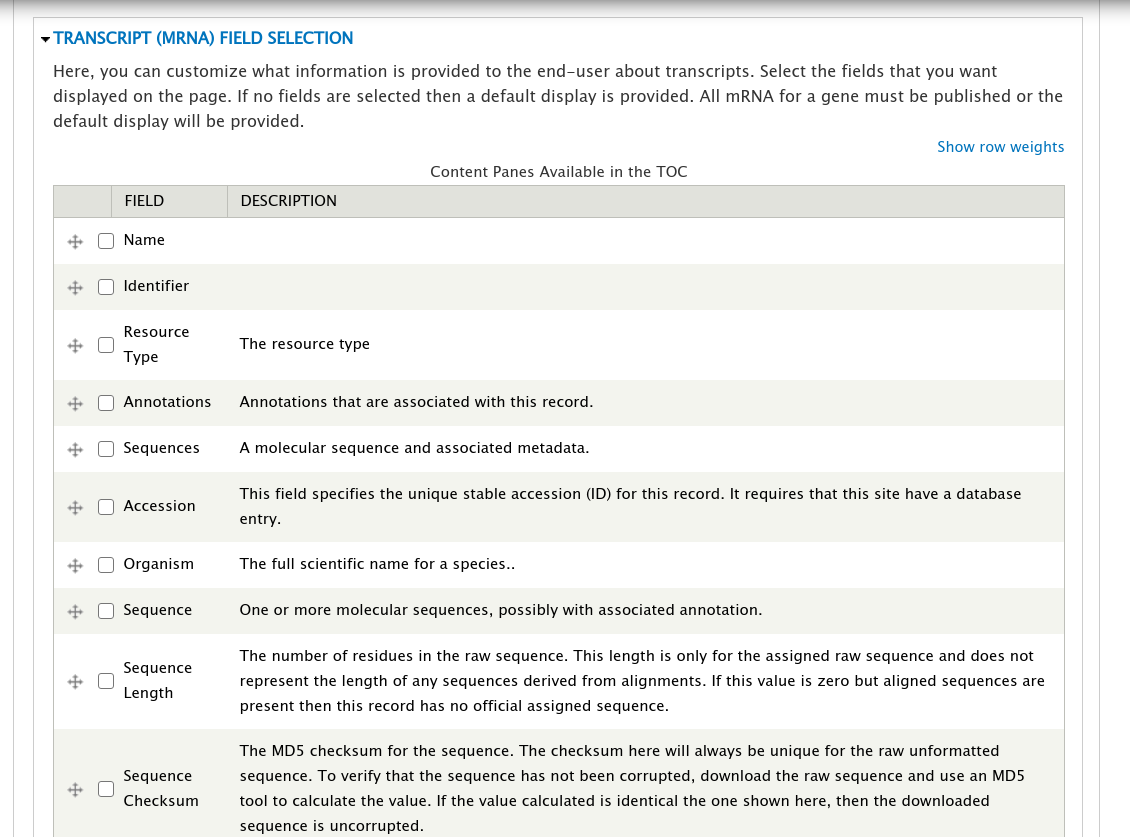 TRANSCRIPT (MRNA) FIELD SELECTION
Here, you can customize what information is provided to the end-user about transcripts. Select the fields that you want
displayed on the page. If no fields are selected then a default display is provided. All mRNA for a gene must be published or the
default display will be provided.
Show row weights
Content Panes Available in the TOC
FIELD DESCRIPTION
Name
Identifier
Resource
Type
The resource type
Annotations Annotations that are associated with this record.
Sequences A molecular sequence and associated metadata.
Accession
This field specifies the unique stable accession (ID) for this record. It requires that this site have a database
entry.
Organism The full scientific name for a species..
Sequence One or more molecular sequences, possibly with associated annotation.
Sequence
Length
The number of residues in the raw sequence. This length is only for the assigned raw sequence and does not
represent the length of any sequences derived from alignments. If this value is zero but aligned sequences are
present then this record has no official assigned sequence.
Sequence
Checksum
The MD5 checksum for the sequence. The checksum here will always be unique for the raw unformatted
sequence. To verify that the sequence has not been corrupted, download the raw sequence and use an MD5
tool to calculate the value. If the value calculated is identical the one shown here, then the downloaded
sequence is uncorrupted.